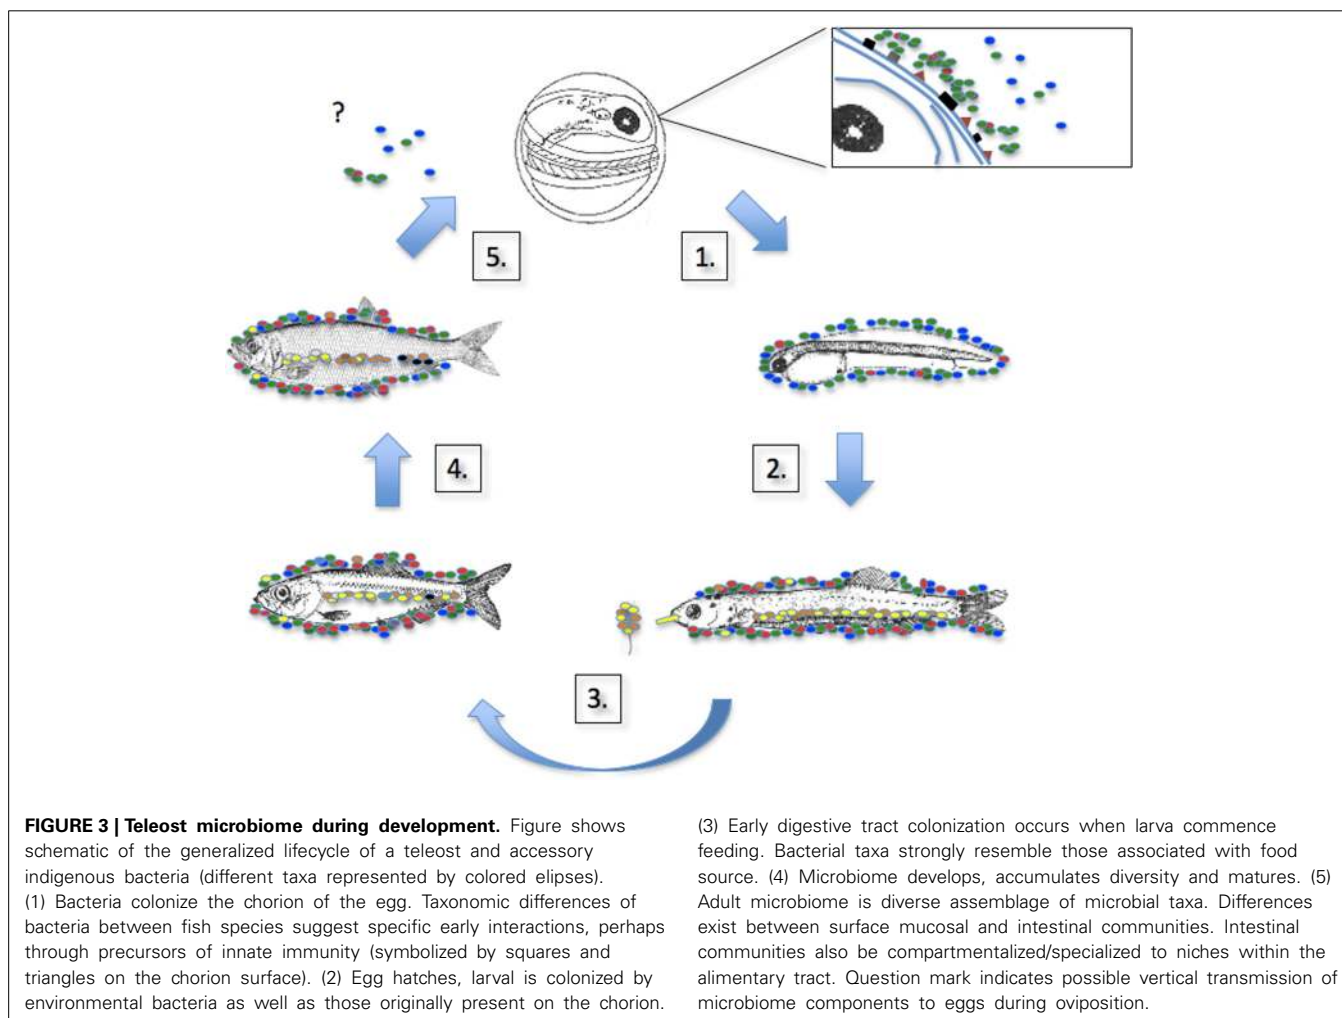 ?
5.
1.
4.
2.
3.
FIGURE 3 | Teleost microbiome during development. Figure shows
schematic of the generalized lifecycle of a teleost and accessory
indigenous bacteria (different taxa represented by colored elipses).
(1) Bacteria colonize the chorion of the egg. Taxonomic differences of
bacteria between fish species suggest specific early interactions, perhaps
through precursors of innate immunity (symbolized by squares and
triangles on the chorion surface). (2) Egg hatches, larval is colonized by
environmental bacteria as well as those originally present on the chorion.
(3) Early digestive tract colonization occurs when larva commence
feeding. Bacterial taxa strongly resemble those associated with food
source. (4) Microbiome develops, accumulates diversity and matures. (5)
Adult microbiome is diverse assemblage of microbial taxa. Differences
exist between surface mucosal and intestinal communities. Intestinal
communities also be compartmentalized/specialized to niches within the
alimentary tract. Question mark indicates possible vertical transmission of
microbiome components to eggs during oviposition.